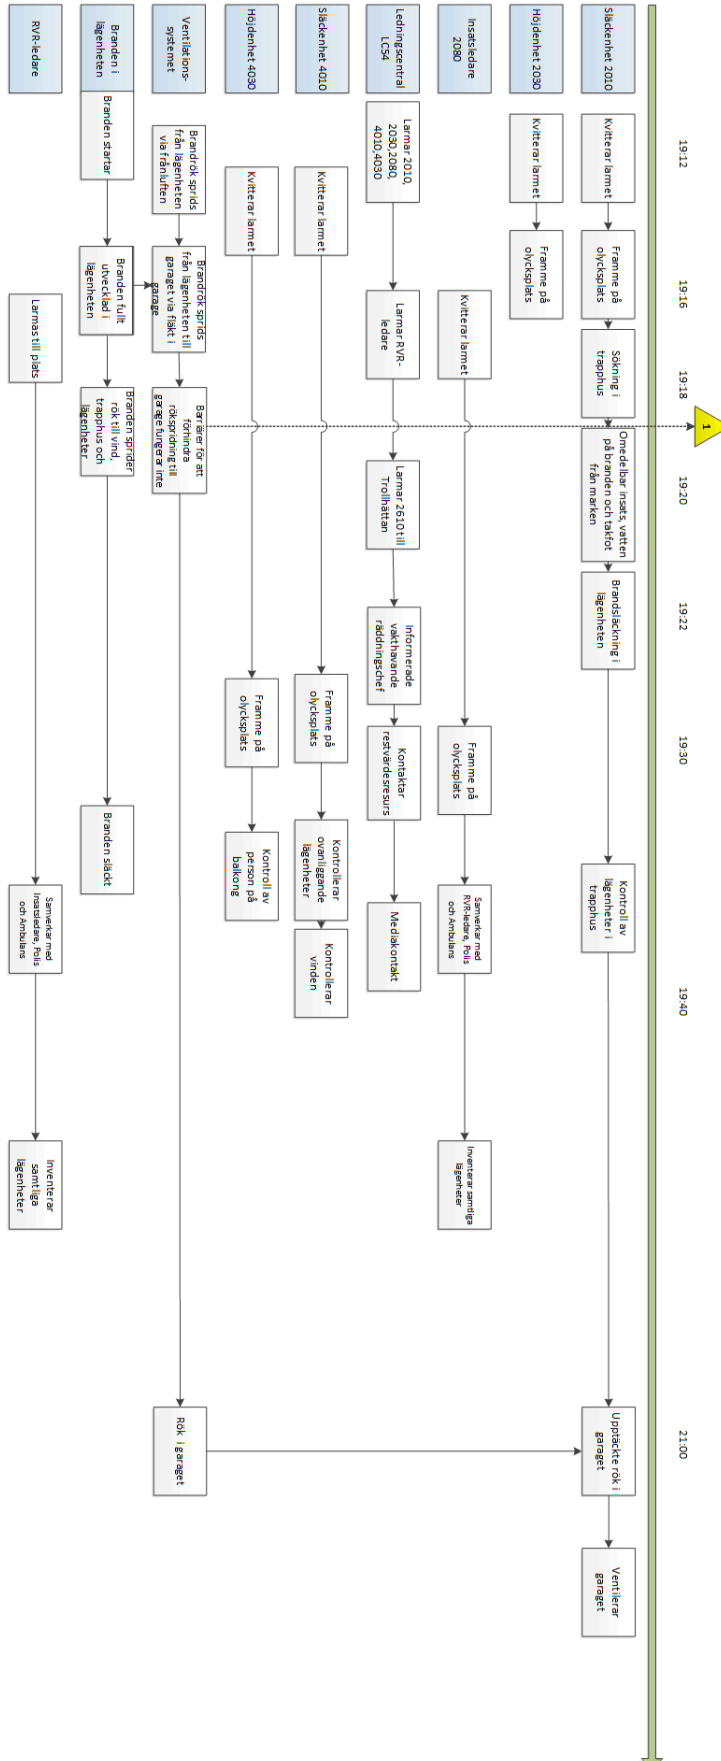 19:12
19:16
19:18
19:20
19:22
19:30
19:40
21:00
1
Släckenhet 2010
Kvitterar larmet
Framme på
olycksplats
Sökning i
trapphus
Omedelbar insats, vatten
på branden och takfot
från marken
Brandsläckning i
lägenheten
Kontroll av
lägenheter i
trapphus
Upptäckte rök i
garaget
Ventilerar
garaget
Höjdenhet 2030
Kvitterar larmet
Framme på
olycksplats
Insatsledare
2080
Kvitterar larmet
Framme på
olycksplats
Samverkar med
RVR-ledare, Polis
och Ambulans
Inventerar samtliga
lägenheter
Ledningscentral
LC54
Larmar 2010,
2030,2080,
4010,4030
Larmar RVR-
ledare
Larmar 2610 till
Trollhättan
Informerade
vakthavande
räddningschef
Kontaktar
restvärdesresurs
Mediakontakt
Släckenhet 4010
Kvitterar larmet
Framme på
olycksplats
Kontrollerar
ovanliggande
lägenheter
Kontrollerar
vinden
Höjdenhet 4030
Kvitterar larmet
Framme på
olycksplats
Kontroll av
person på
balkong
Ventilations-
systemet
Brandrök sprids
från lägenheten
via frånluften
Brandrök sprids
från lägenheten till
garaget via fläkt i
garage
Barriärer för att
förhindra
rökspridning till
garage fungerar inte
Rök i garaget
Branden i
lägenheten
Branden startar
Branden fullt
utvecklad i
lägenheten
Branden sprider
rök till vind,
trapphus och
lägenheter
Branden släckt
RVR-ledare
Larmas till plats
Samverkar med
Insatsledare, Polis
och Ambulans
Inventerar
samtliga
lägenheter